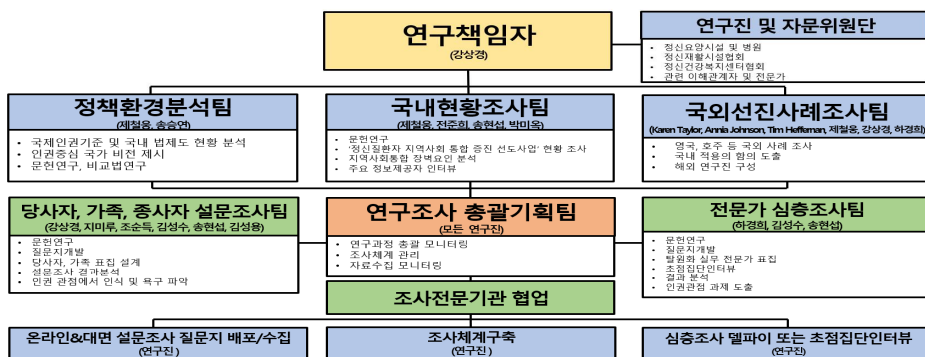 연구책임자
(강상경)
연구진 및 자문위원단
• 정신요양시설 및 병원
• 정신재활시설협회
• 정신건강복지센터협회
• 관련 이해관계자 및 전문가
정책환경분석팀
(제철웅, 송승연)
• 국제인권기준 및 국내 법제도 현황 분석
• 인권중심 국가 비전 제시
• 문헌연구, 비교법연구
국내현황조사팀
(제철웅, 전준희, 송현섭, 박미옥)
• 문헌연구
• '정신질환자 지역사회 통합 증진 선도사업' 현황 조사
• 지역사회통합 장벽요인 분석
• 주요 정보제공자 인터뷰
국외선진사례조사팀
(Karen Taylor, Annia Johnson, Tim Heffernan, 제철웅, 강상경, 하경희)
• 영국, 호주 등 국외 사례 조사
• 국내 적용의 함의 도출
• 해외 연구진 구성
당사자, 가족, 종사자 설문조사팀
(강상경, 지미루, 조순득, 김성수, 송현섭, 김성용)
• 문헌연구
• 질문지개발
• 당사자, 가족 표집 설계
• 설문조사 결과분석
• 인권 관점에서 인식 및 욕구 파악
연구조사 총괄기획팀
(모든 연구진)
• 연구과정 총괄 모니터링
• 조사체계 관리
• 자료수집 모니터링
전문가 심층조사팀
(하경희, 김성수, 송현섭)
• 문헌연구
• 질문지개발
• 탈원화 실무 전문가 표집
• 초점집단인터뷰
• 결과 분석
• 인권관점 과제 도출
조사전문기관 협업
온라인&대면 설문조사 질문지 배포/수집
(연구진)
조사체계구축
(연구진)
심층조사 델파이 또는 초점집단인터뷰
(연구진)